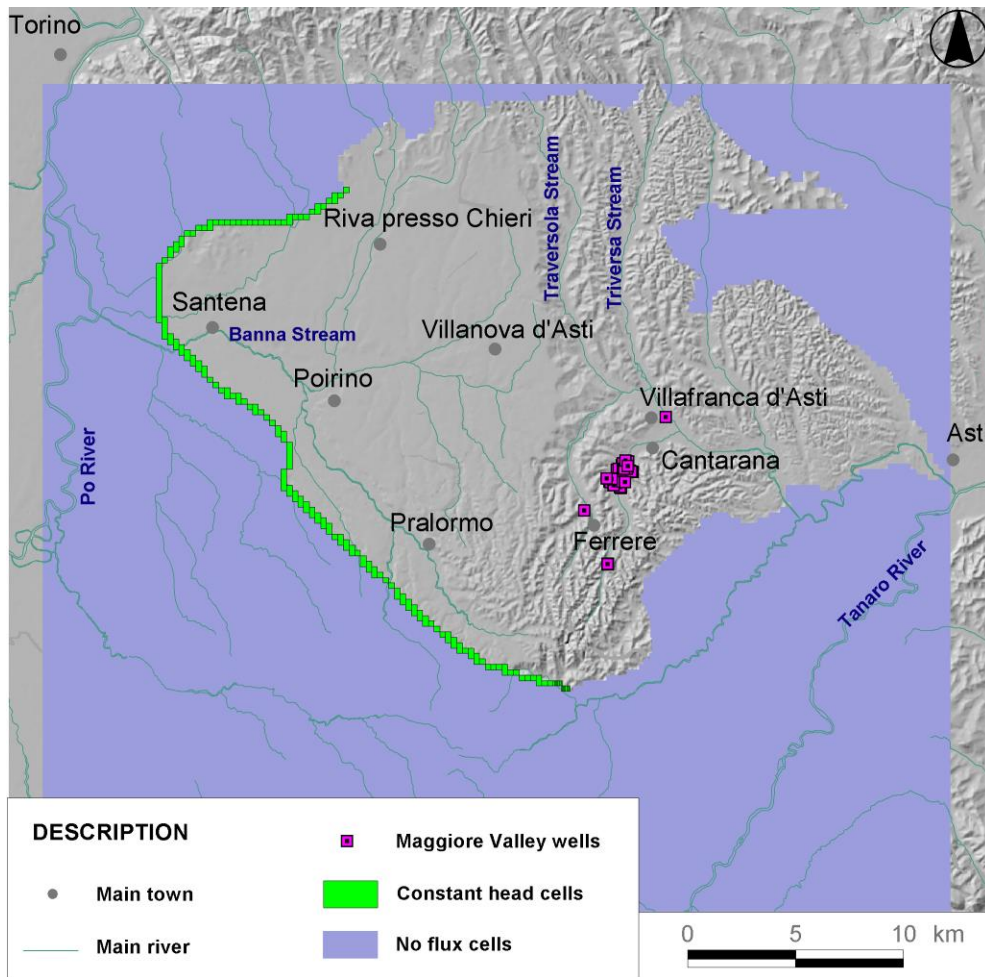 Torino
Riva presso Chieri
Traversola Stream
Triversa Stream
Santena
Banna Stream
Villanova d'Asti
Poirino
Villafranca d'Asti
Cantarana
Ast
Po River
Pralormo
Ferrere
Tanaro River
DESCRIPTION
Maggiore Valley wells
Main town
Constant head cells
Main river
No flux cells
0 5 10 km